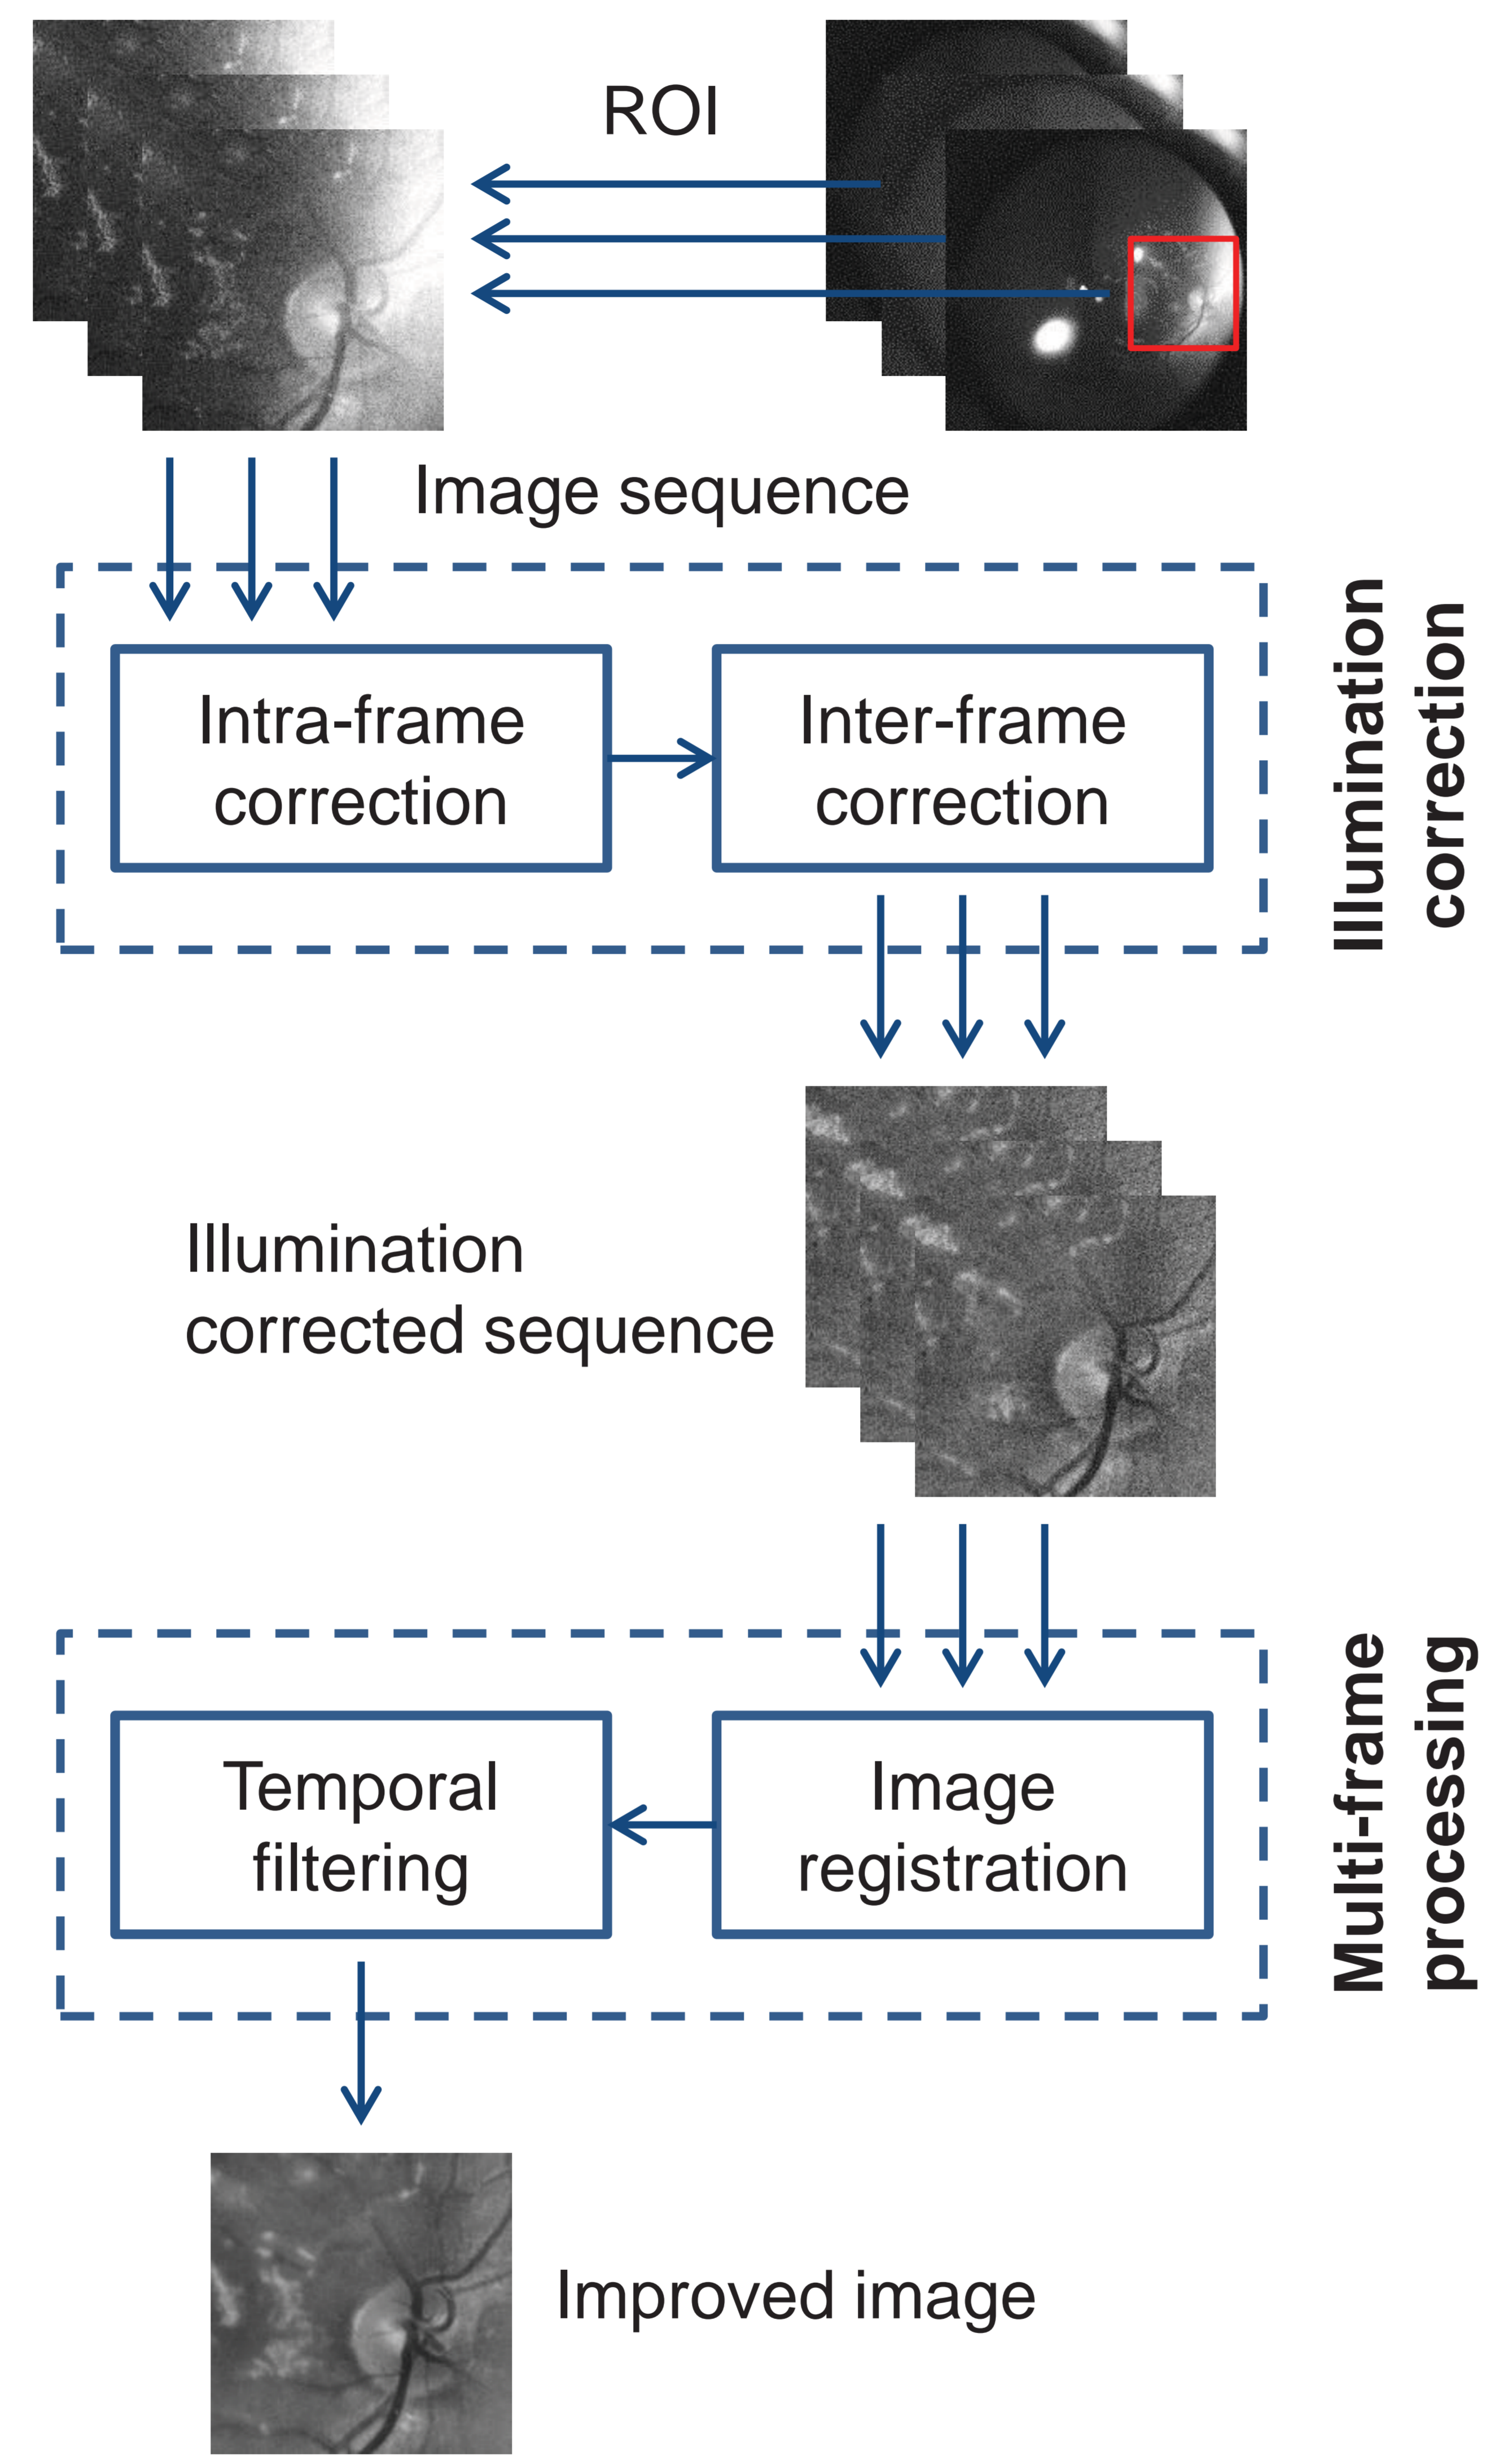 ROI
Image sequence
Intra-frame
correction
Inter-frame
correction
Illumination
correction
Illumination
corrected sequence
Temporal
filtering
Image
registration
Multi-frame
processing
Improved image